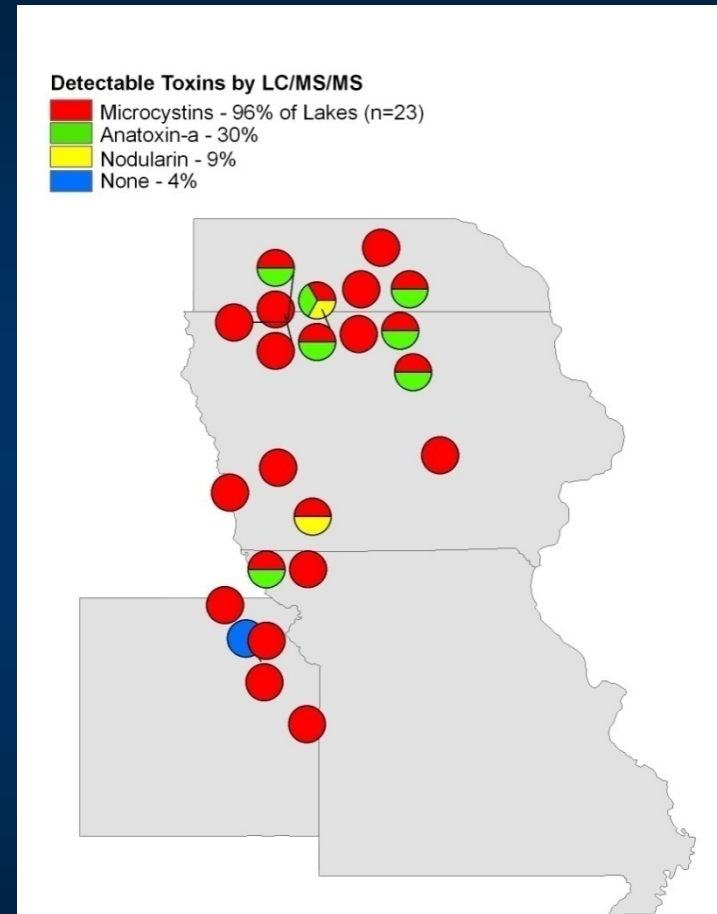 Detectable Toxins by LC/MS/MS
Microcystins - 96% of Lakes (n=23)
Anatoxin-a - 30%
Nodularin - 9%
None - 4%